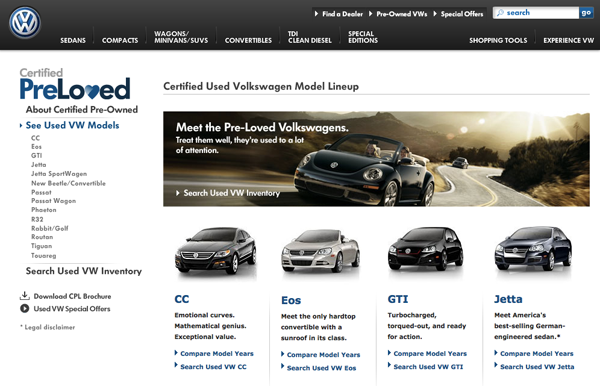 Find a Dealer
Pre-Owned VWs
Special Offers
search
go
SEDANS
COMPACTS
WAGONS/
MINIVANS/SUVS
CONVERTIBLES
TDI
CLEAN DIESEL
SPECIAL
EDITIONS
SHOPPING TOOLS
EXPERIENCE VW
Certified
PreLoved
About Certified Pre-Owned
See Used VW Models
CC
Eos
GTI
Jetta
Jetta SportWagen
New Beetle/Convertible
Passat
Passat Wagon
Phaeton
R32
Rabbit/Golf
Routan
Tiguan
Touareg
Search Used VW Inventory
Download CPL Brochure
Used VW Special Offers
* Legal disclaimer
Certified Used Volkswagen Model Lineup
Meet the Pre-Loved Volkswagens.
Treat them well, they're used to a lot
of attention.
Search Used VW Inventory
CC
Emotional curves.
Mathematical genius.
Exceptional value.
Compare Model Years
Search Used VW CC
Eos
Meet the only hardtop
convertible with a
sunroof in its class.
Compare Model Years
Search Used VW Eos
GTI
Turbocharged,
torqued-out, and ready
for action.
Compare Model Years
Search Used VW GTI
Jetta
Meet America's
best-selling German-
engineered sedan.*
Compare Model Years
Search Used VW Jetta